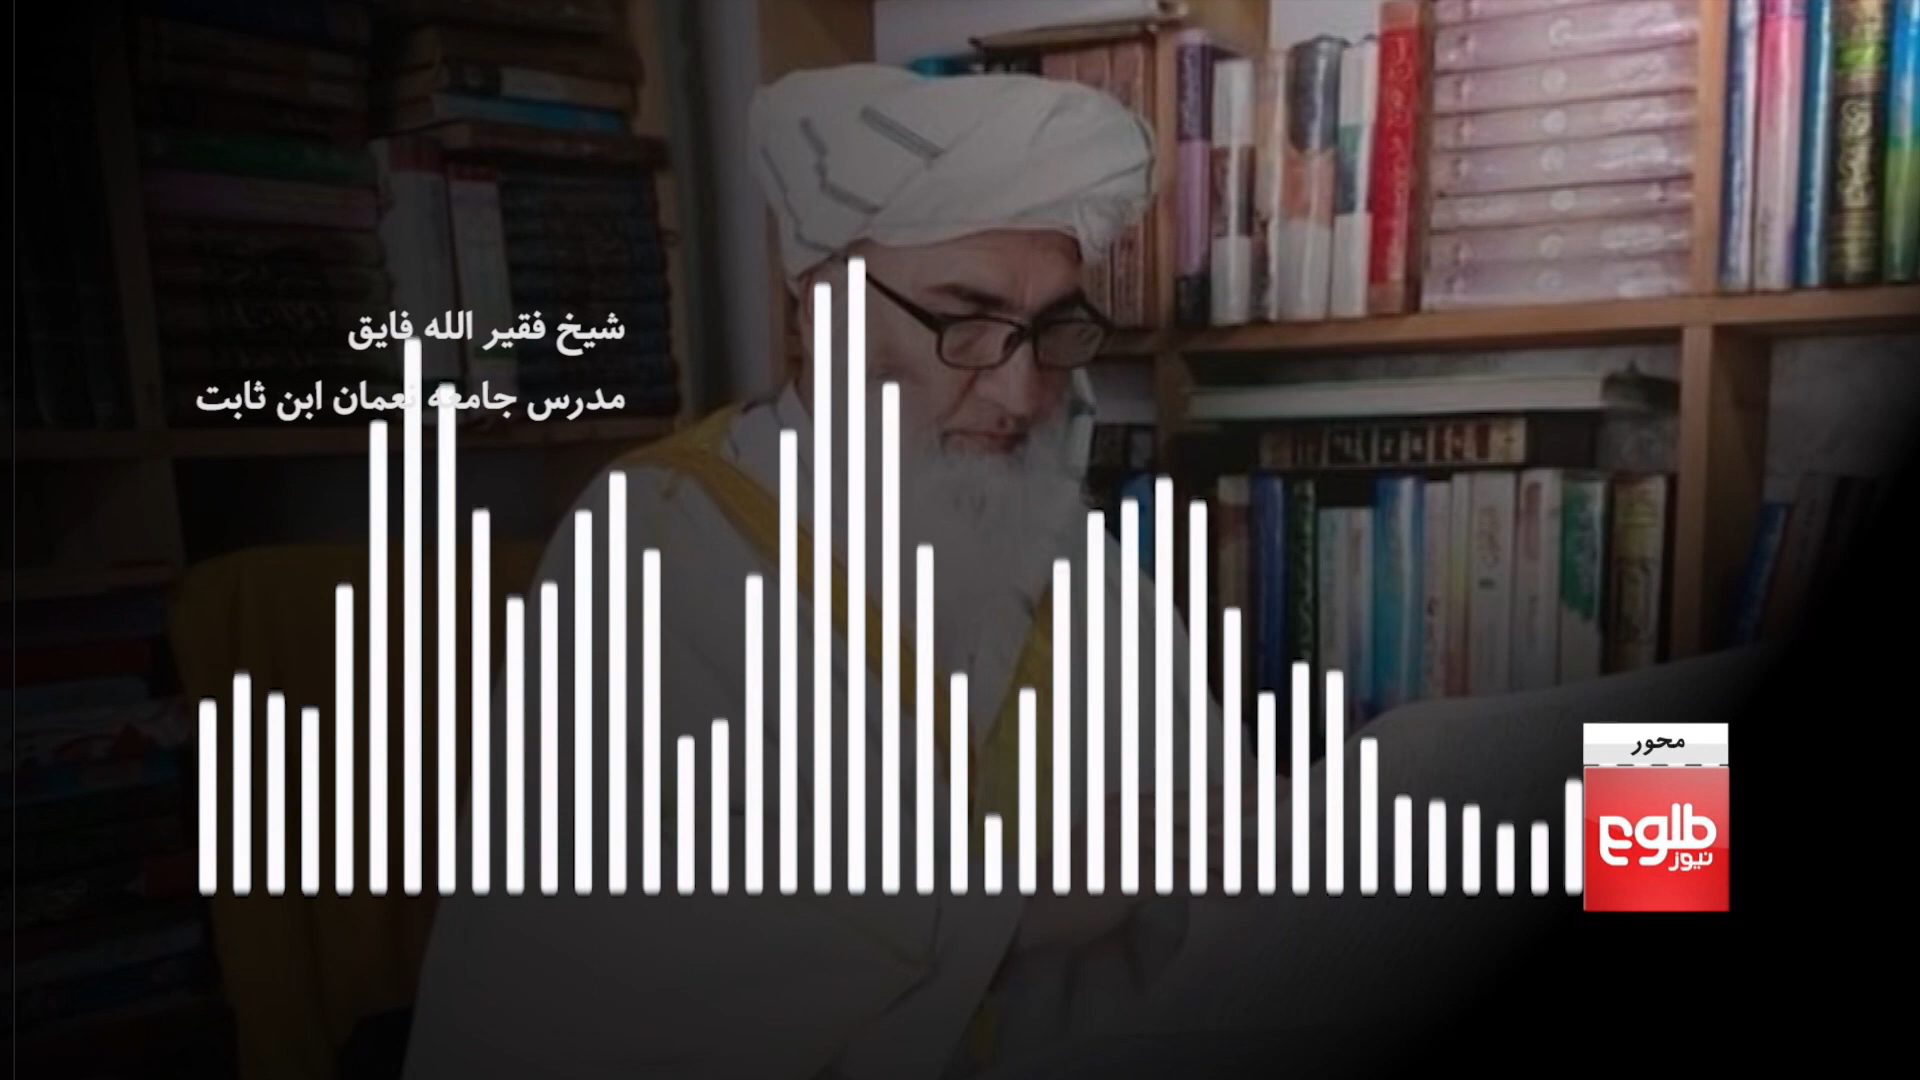 شیخ فقیر الله فایق
مدرس جامعه نعمان ابن ثابت
محور
طلوع
نیوز